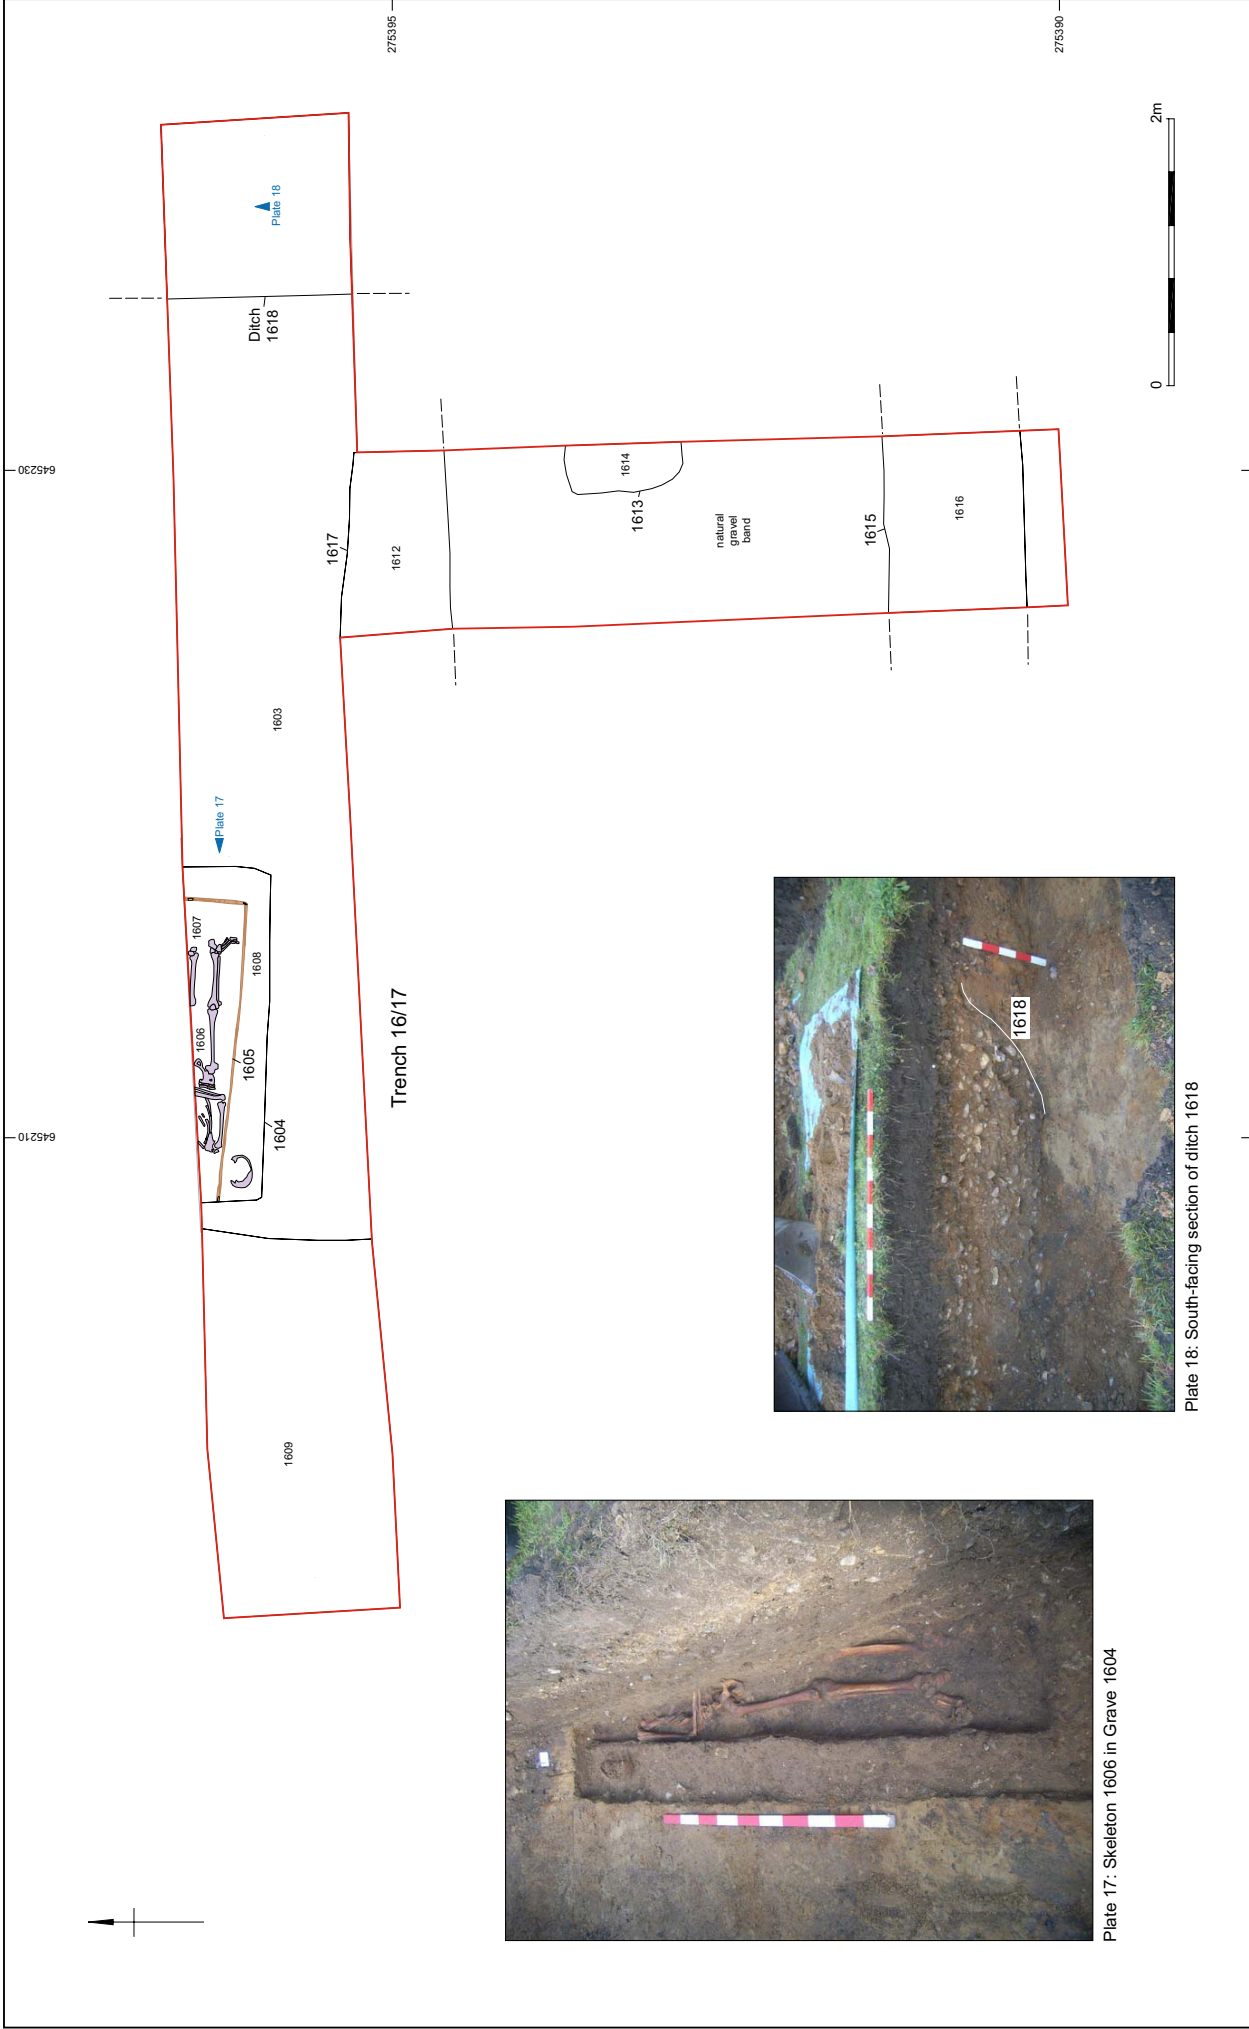 275395
275390
645230
645210
Plate 18
Ditch
1618
1617
1612
1614
1613
natural
gravel
band
1615
1616
1603
Plate 17
1607
1608
1606
1605
1604
1609
Trench 16/17
0
2m
1618
Plate 18: South-facing section of ditch 1618
Plate 17: Skeleton 1606 in Grave 1604